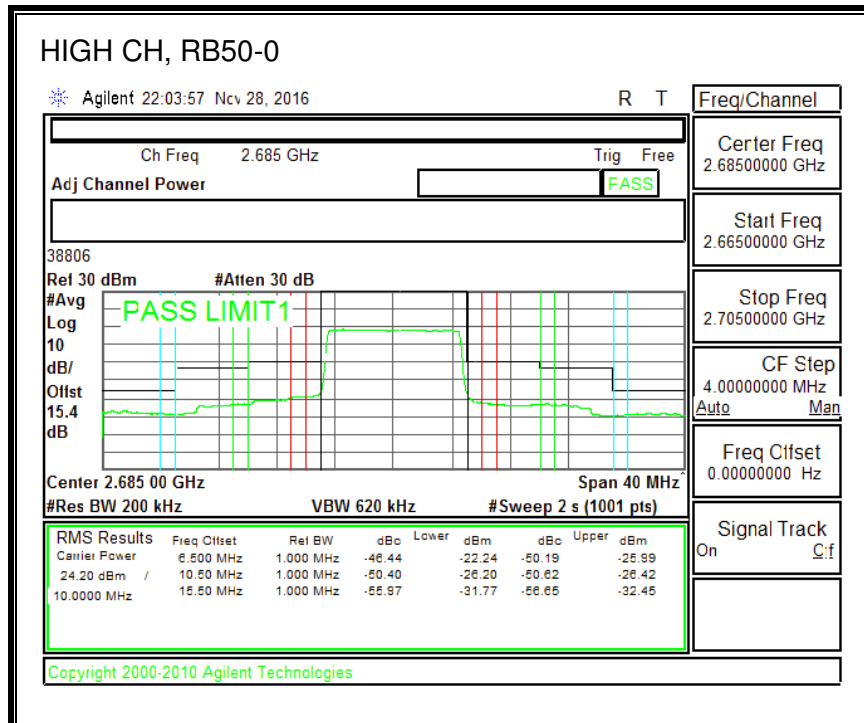 HIGH CH, RB50-0
Agilent 22:03:57 Nov 28, 2016 R T
Freq/Channel
Ch Freq 2.685 GHz Trig Free
Adj Channel Power PASS
Center Freq
2.68500000 GHz
Start Freq
2.66500000 GHz
Stop Freq
2.70500000 GHz
CF Step
4.00000000 MHz
Auto Man
Freq Offset
0.00000000 Hz
Signal Track
On Off
38806
Ref 30 dBm #Atten 30 dB
#Avg
Log
10
dB/
Offst
15.4
dB
PASS LIMIT1
Center 2.685 00 GHz Span 40 MHz^
#Res BW 200 kHz VBW 620 kHz #Sweep 2 s (1001 pts)
RMS Results Freq Offset Ref BW dBc Lower dBm dBc Upper dBm
Carrier Power 6.500 MHz 1.000 MHz -46.44 -22.24 -50.19 -25.99
24.20 dBm / 10.50 MHz 1.000 MHz -50.40 -26.20 -50.62 -26.42
10.0000 MHz 15.50 MHz 1.000 MHz -55.97 -31.77 -56.65 -32.45
Copyright 2000-2010 Agilent Technologies